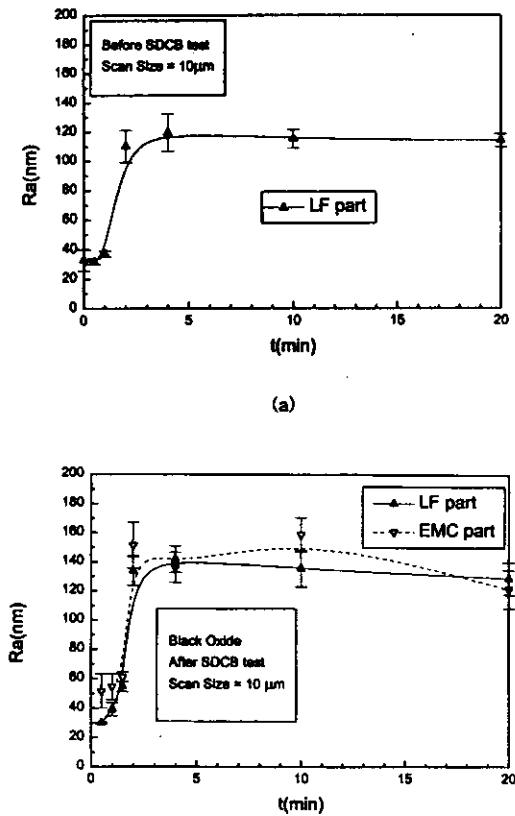 200
180
160
140
120
100
80
60
40
20
0
Ra(nm)
Before SDCB test
Scan Size = 10μm
LF part
0 5 10 15 20
t(min)
(a)
200
180
160
140
120
100
80
60
40
20
0
Ra(nm)
LF part
EMC part
Black Oxide
After SDCB test
Scan Size = 10 μm
0 5 10 15 20
t(min)